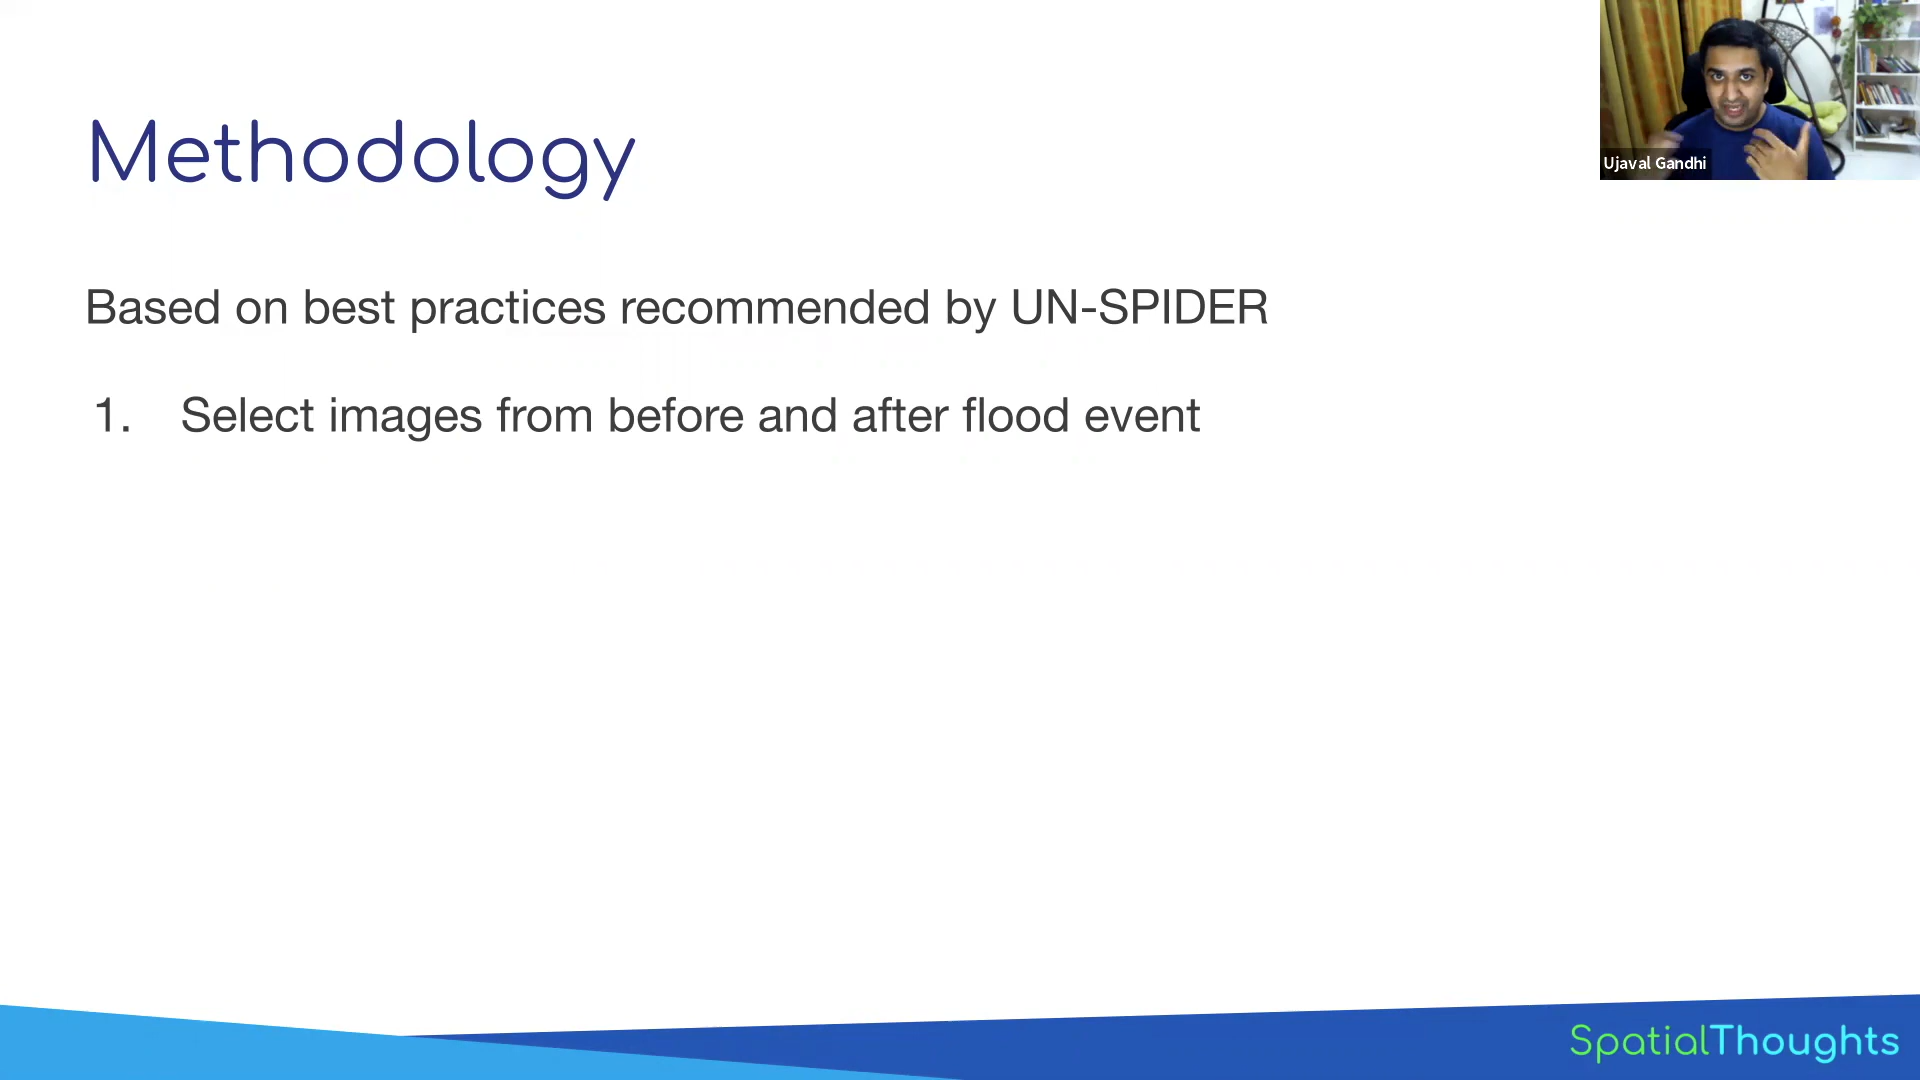 Methodology
Ujaval Gandhi
Based on best practices recommended by UN-SPIDER
1. Select images from before and after flood event
SpatialThoughts